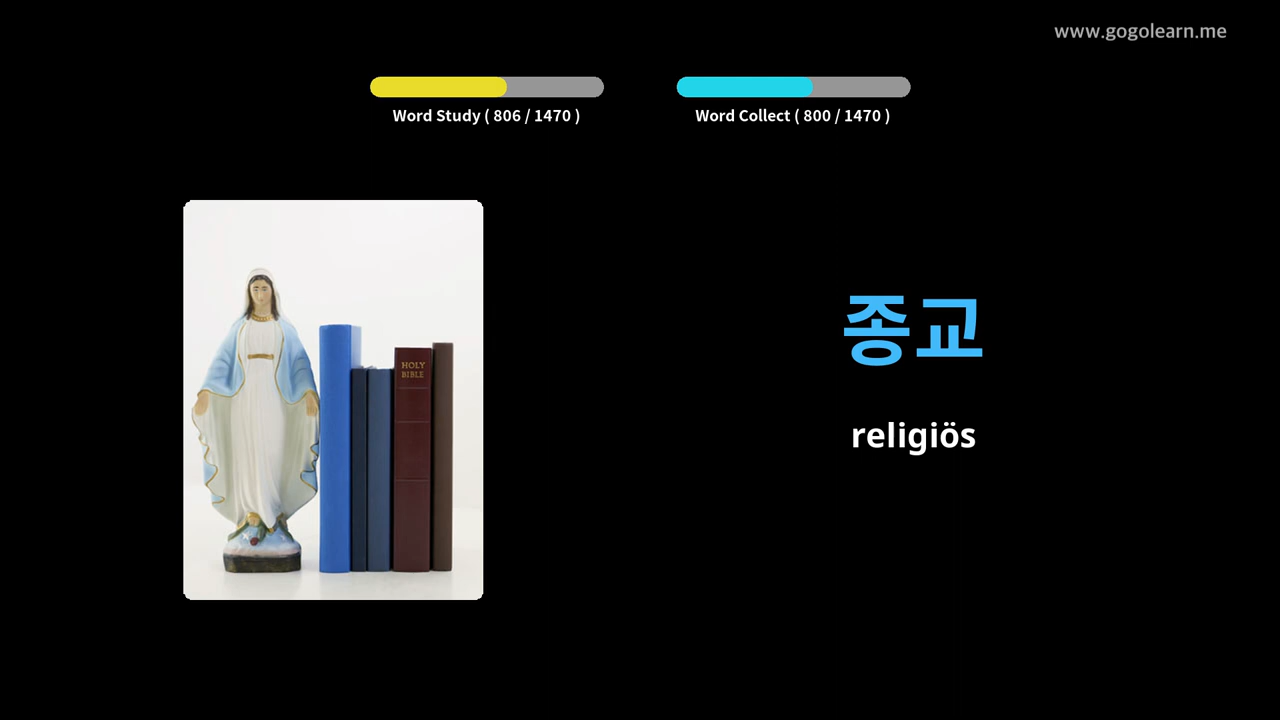 www.gogolearn.me
Word Study ( 806 / 1470 )
Word Collect ( 800 / 1470 )
HOLY
BIBLE
종교
religiös